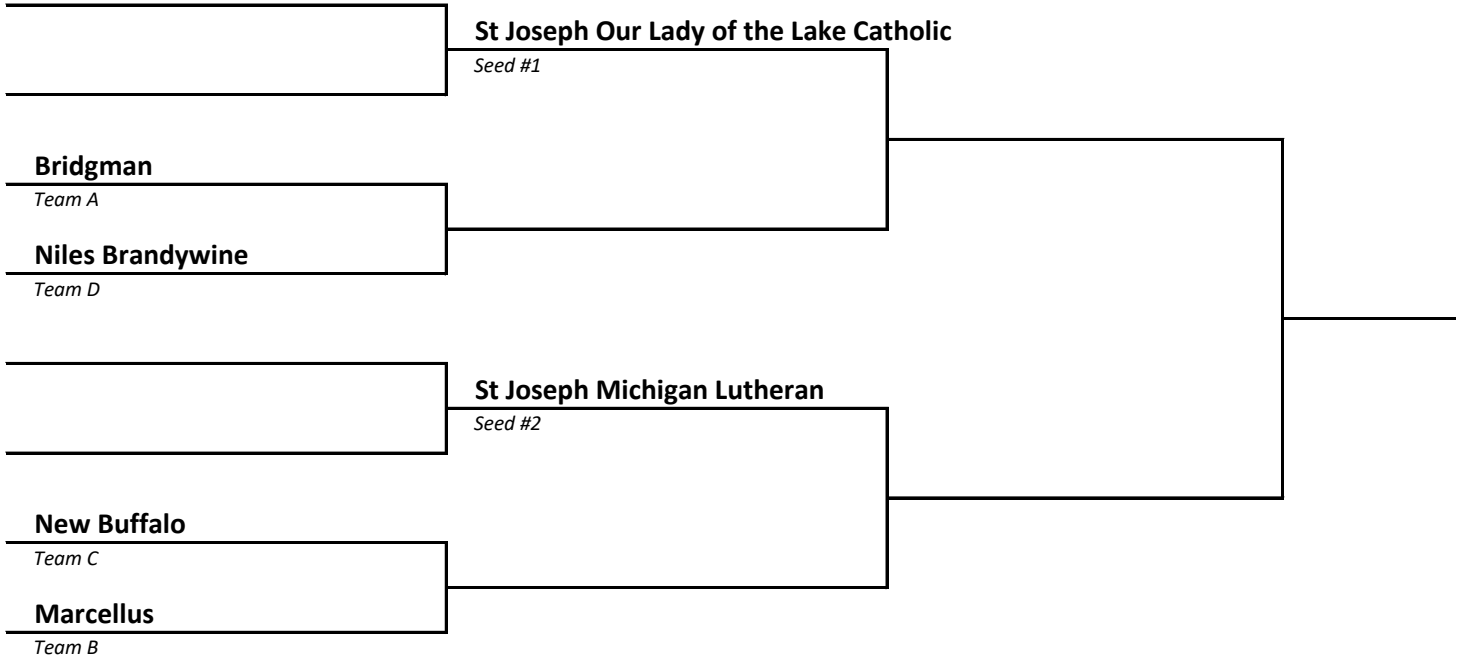 St Joseph Our Lady of the Lake Catholic
Seed #1
Bridgman
Team A
Niles Brandywine
Team D
St Joseph Michigan Lutheran
Seed #2
New Buffalo
Team C
Marcellus
Team B